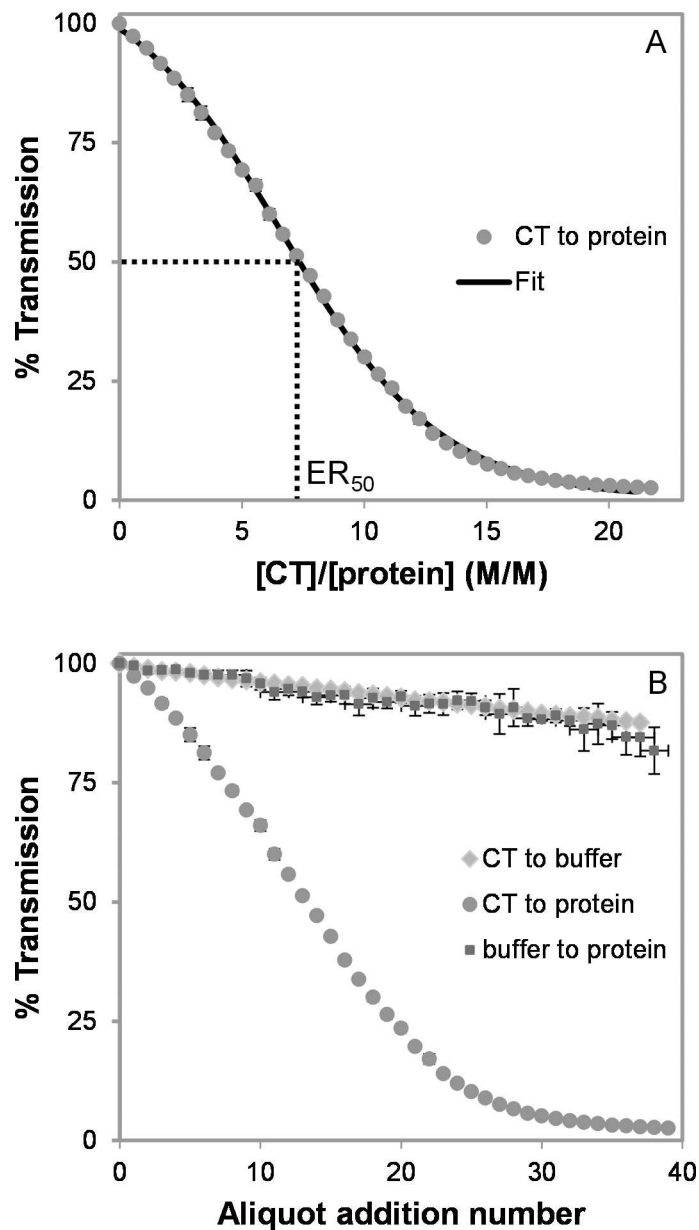 100
A
75
50
25
0
% Transmission
CT to protein
Fit
ER50
0 5 10 15 20
[CT]/[protein] (M/M)
100
B
75
50
25
0
% Transmission
CT to buffer
CT to protein
buffer to protein
0 10 20 30 40
Aliquot addition number